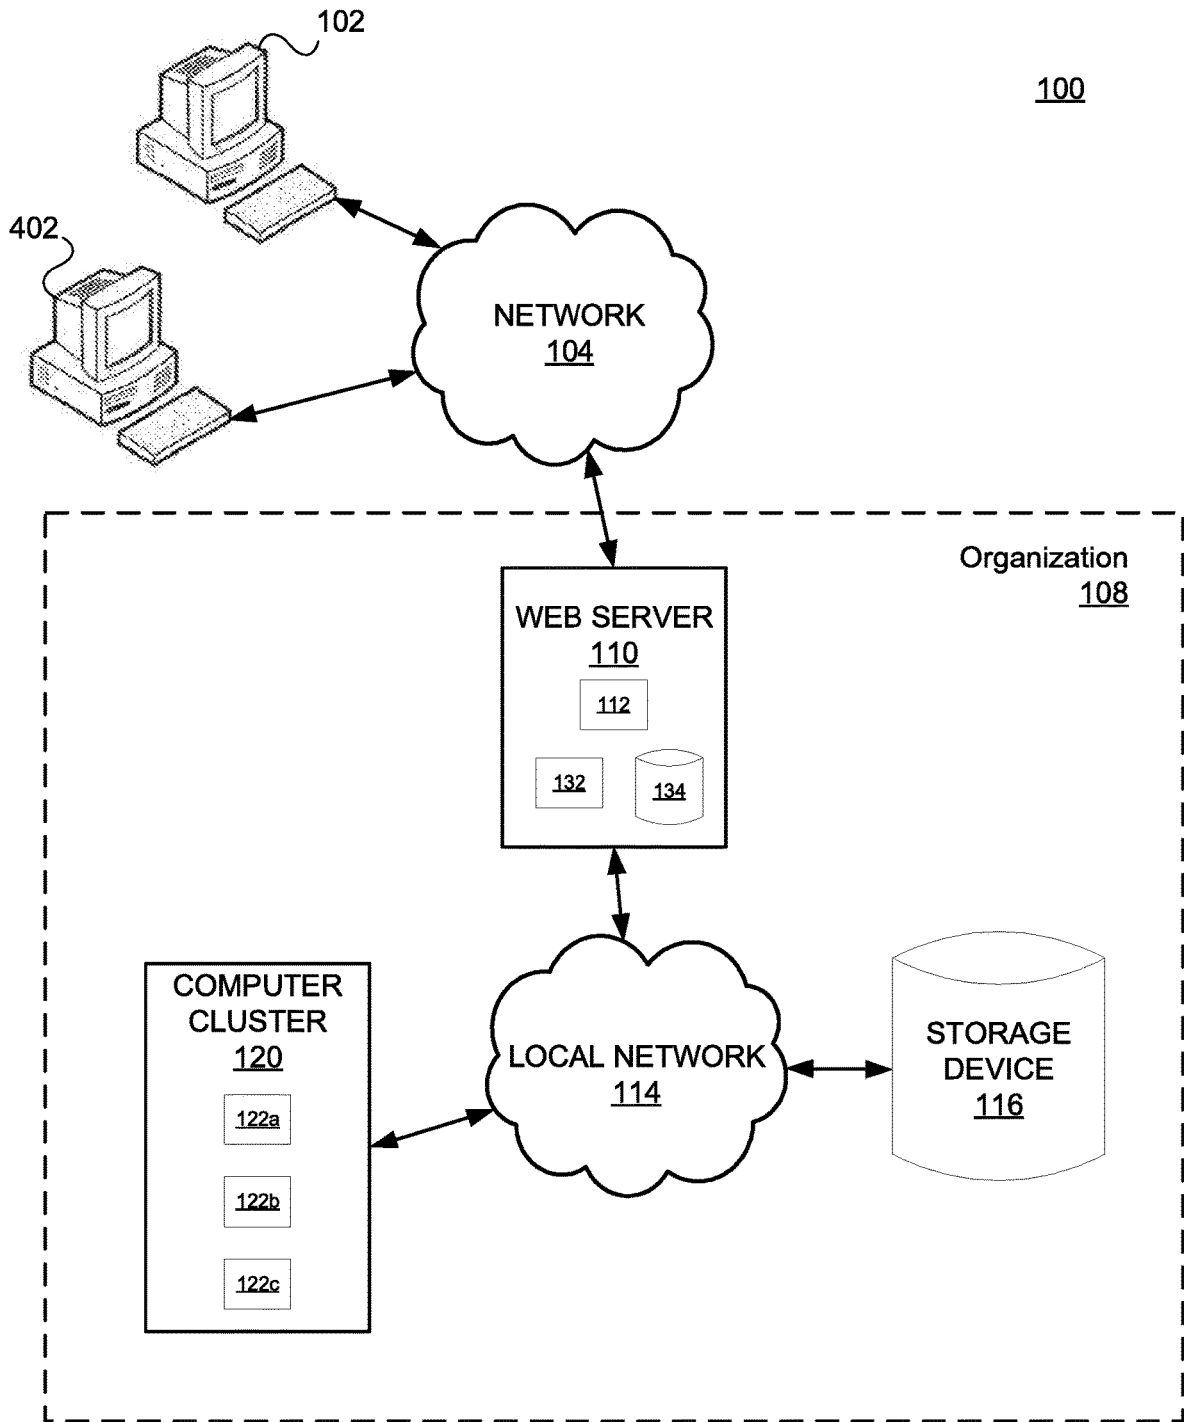 102
100
402
NETWORK
104
Organization
108
WEB SERVER
110
112
132
134
COMPUTER
CLUSTER
120
122a
122b
122c
LOCAL NETWORK
114
STORAGE
DEVICE
116